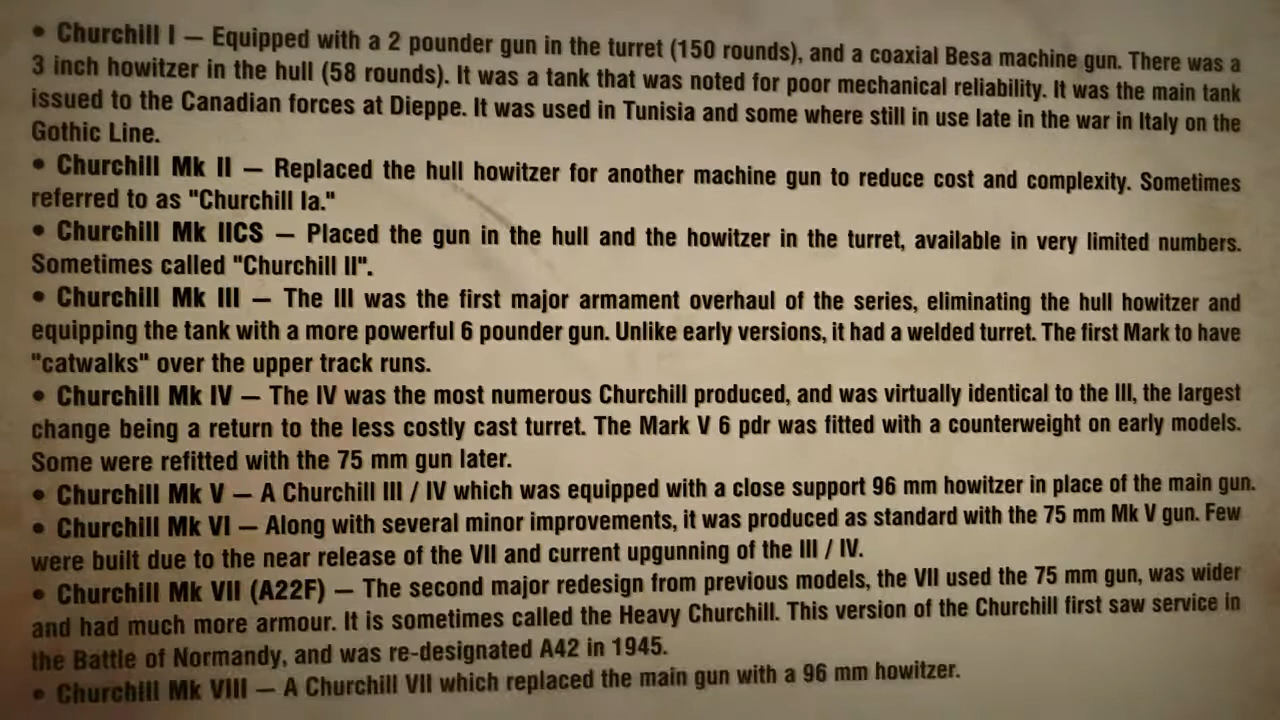 • Churchill I — Equipped with a 2 pounder gun in the turret (150 rounds), and a coaxial Besa machine gun. There was a
3 inch howitzer in the hull (58 rounds). It was a tank that was noted for poor mechanical reliability. It was the main tank
issued to the Canadian forces at Dieppe. It was used in Tunisia and some where still in use late in the war in Italy on the
Gothic Line.
• Churchill Mk II — Replaced the hull howitzer for another machine gun to reduce cost and complexity. Sometimes
referred to as "Churchill Ia."
• Churchill Mk IICS — Placed the gun in the hull and the howitzer in the turret, available in very limited numbers.
Sometimes called "Churchill II".
• Churchill Mk III — The III was the first major armament overhaul of the series, eliminating the hull howitzer and
equipping the tank with a more powerful 6 pounder gun. Unlike early versions, it had a welded turret. The first Mark to have
"catwalks" over the upper track runs.
• Churchill Mk IV — The IV was the most numerous Churchill produced, and was virtually identical to the III, the largest
change being a return to the less costly cast turret. The Mark V 6 pdr was fitted with a counterweight on early models.
Some were refitted with the 75 mm gun later.
• Churchill Mk V — A Churchill III / IV which was equipped with a close support 96 mm howitzer in place of the main gun.
• Churchill Mk VI — Along with several minor improvements, it was produced as standard with the 75 mm Mk V gun. Few
were built due to the near release of the VII and current upgunning of the III / IV.
• Churchill Mk VII (A22F) — The second major redesign from previous models, the VII used the 75 mm gun, was wider
and had much more armour. It is sometimes called the Heavy Churchill. This version of the Churchill first saw service in
the Battle of Normandy, and was re-designated A42 in 1945.
• Churchill Mk VIII — A Churchill VII which replaced the main gun with a 96 mm howitzer.